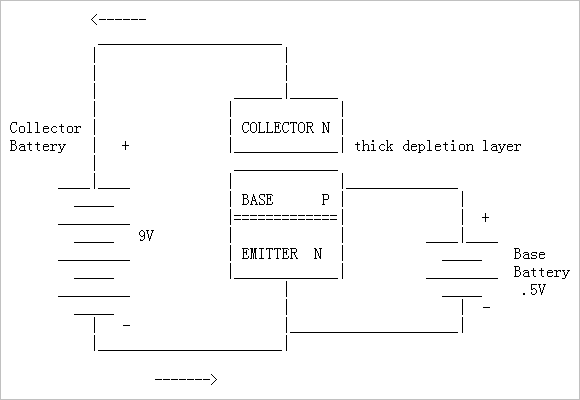 <------
COLLECTOR N
Collector
Battery +
thick depletion layer
BASE P
+
=============
9V
EMITTER N
Base
Battery
.5V
-
-
------->